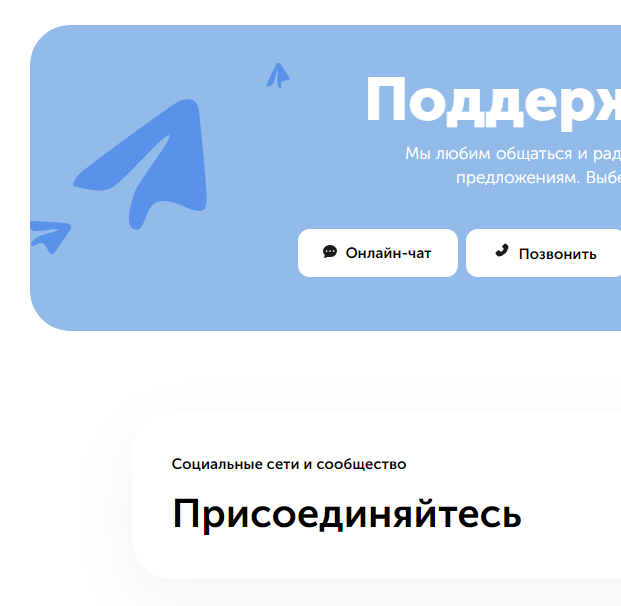 Поддерж
Мы любим общаться и рад
предложениям. Выбе
Онлайн-чат
Позвонить
Социальные сети и сообщество
Присоединяйтесь